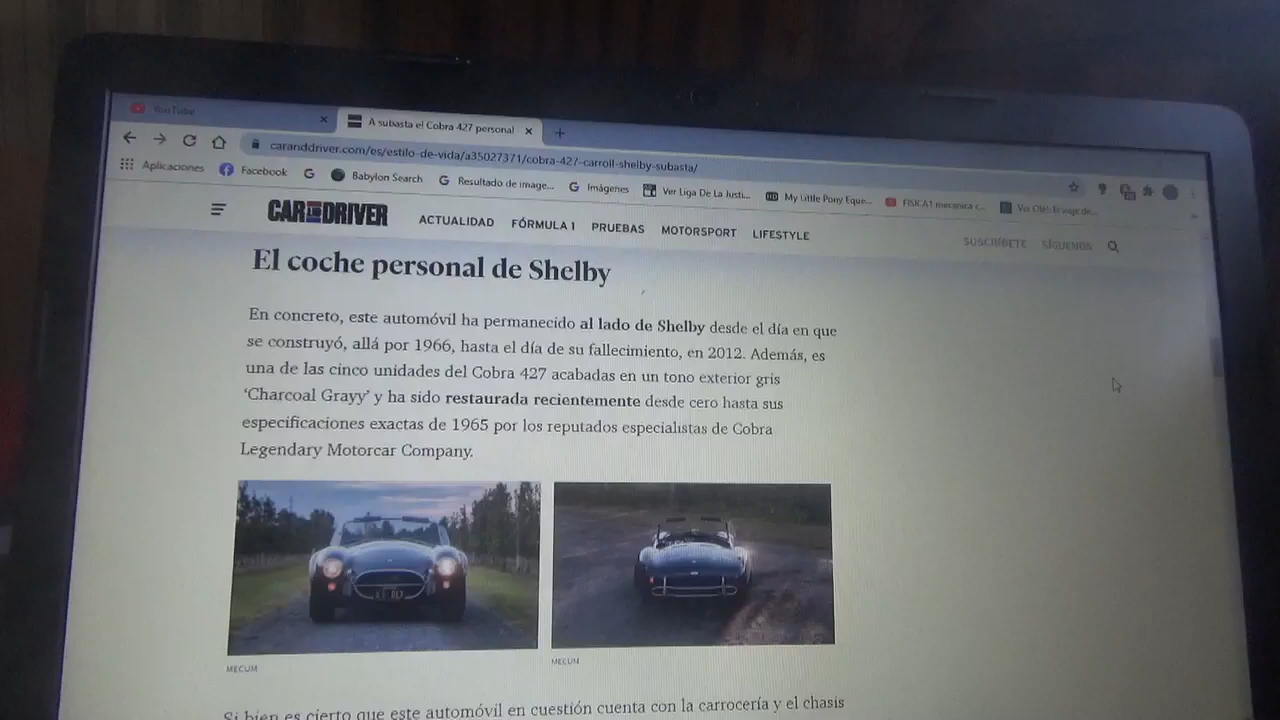 YouTube
A subasta el Cobra 427 personal
caranddriver.com/es/estilo-de-vida/a35027371/cobra-427-carroll-shelby-subasta/
Aplicaciones Facebook Babylon Search Resultado de image... Imágenes Ver Liga De La Justi... My Little Pony Eque... FISICA1 mecanica c...
CAR AND DRIVER ACTUALIDAD FÓRMULA 1 PRUEBAS MOTORSPORT LIFESTYLE SUSCRÍBETE SÍGUENOS
El coche personal de Shelby
En concreto, este automóvil ha permanecido al lado de Shelby desde el día en que
se construyó, allá por 1966, hasta el día de su fallecimiento, en 2012. Además, es
una de las cinco unidades del Cobra 427 acabadas en un tono exterior gris
‘Charcoal Grayy’ y ha sido restaurada recientemente desde cero hasta sus
especificaciones exactas de 1965 por los reputados especialistas de Cobra
Legendary Motorcar Company.
MECUM
MECUM
Si bien es cierto que este automóvil en cuestión cuenta con la carrocería y el chasis